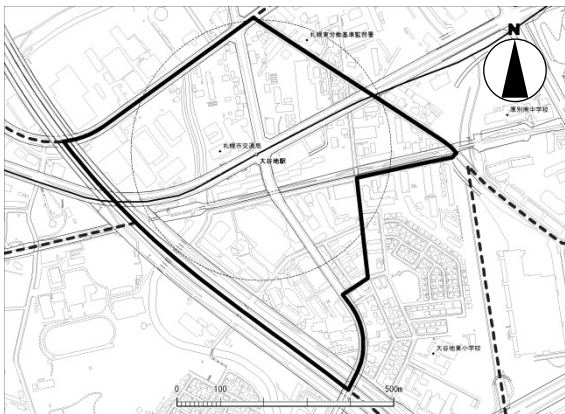 札幌東労働基準監督署
N
厚別南中学校
札幌市交通局
大谷地駅
大谷地東小学校
0 100 500m